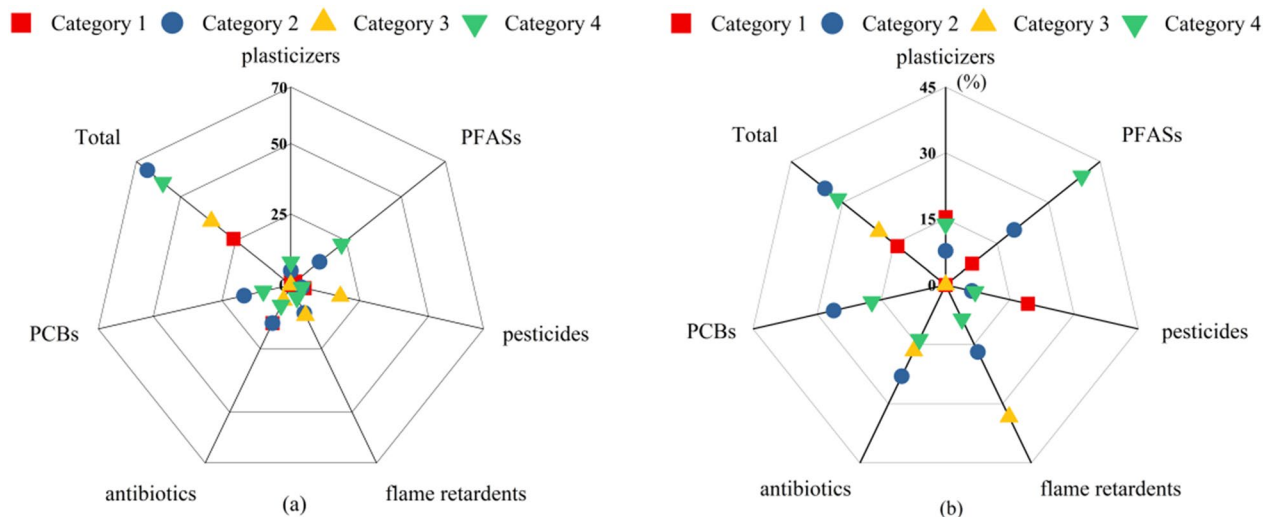 Category 1 Category 2 Category 3 Category 4
plasticizers
70
50
25
0
Total
PFASs
PCBs
pesticides
antibiotics
flame retardents
(a)
Category 1 Category 2 Category 3 Category 4
plasticizers
(%)
45
30
15
0
Total
PFASs
PCBs
pesticides
antibiotics
flame retardents
(b)